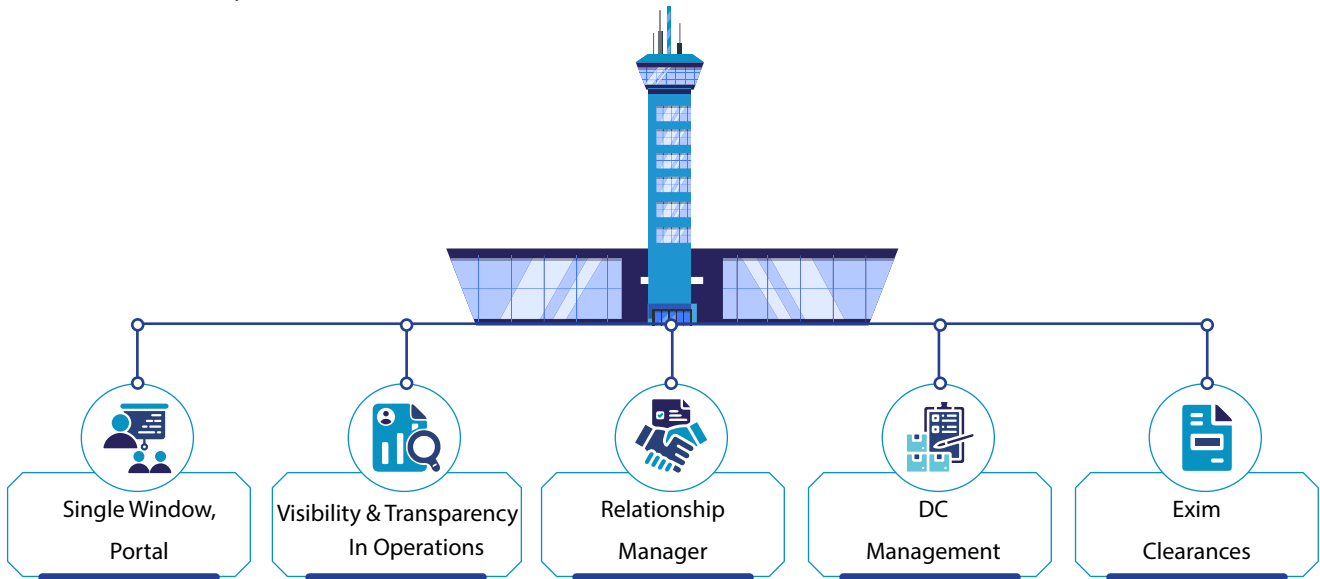 Single Window,
Portal
Visibility & Transparency
In Operations
Relationship
Manager
DC
Management
Exim
Clearances